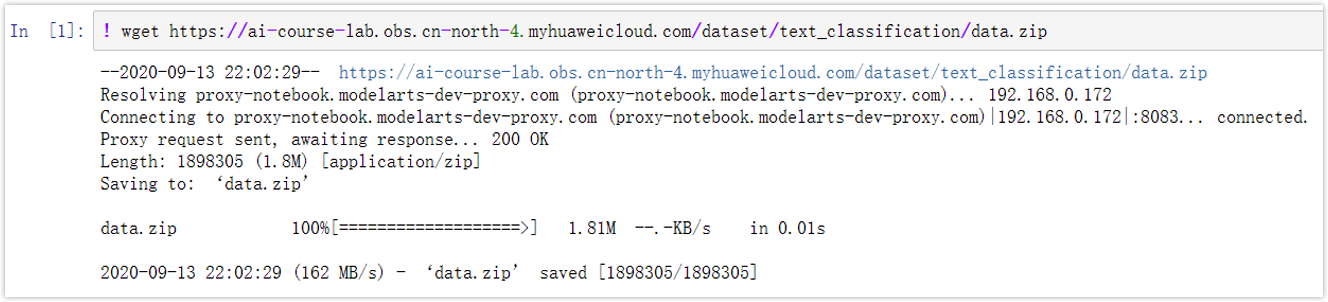 In [1]: ! wget https://ai-course-lab.obs.cn-north-4.myhuaweicloud.com/dataset/text_classification/data.zip
--2020-09-13 22:02:29-- https://ai-course-lab.obs.cn-north-4.myhuaweicloud.com/dataset/text_classification/data.zip
Resolving proxy-notebook.modelarts-dev-proxy.com (proxy-notebook.modelarts-dev-proxy.com)... 192.168.0.172
Connecting to proxy-notebook.modelarts-dev-proxy.com (proxy-notebook.modelarts-dev-proxy.com)|192.168.0.172|:8083... connected.
Proxy request sent, awaiting response... 200 OK
Length: 1898305 (1.8M) [application/zip]
Saving to: ‘data.zip’
data.zip 100%[===================>] 1.81M --.-KB/s in 0.01s
2020-09-13 22:02:29 (162 MB/s) - ‘data.zip’ saved [1898305/1898305]